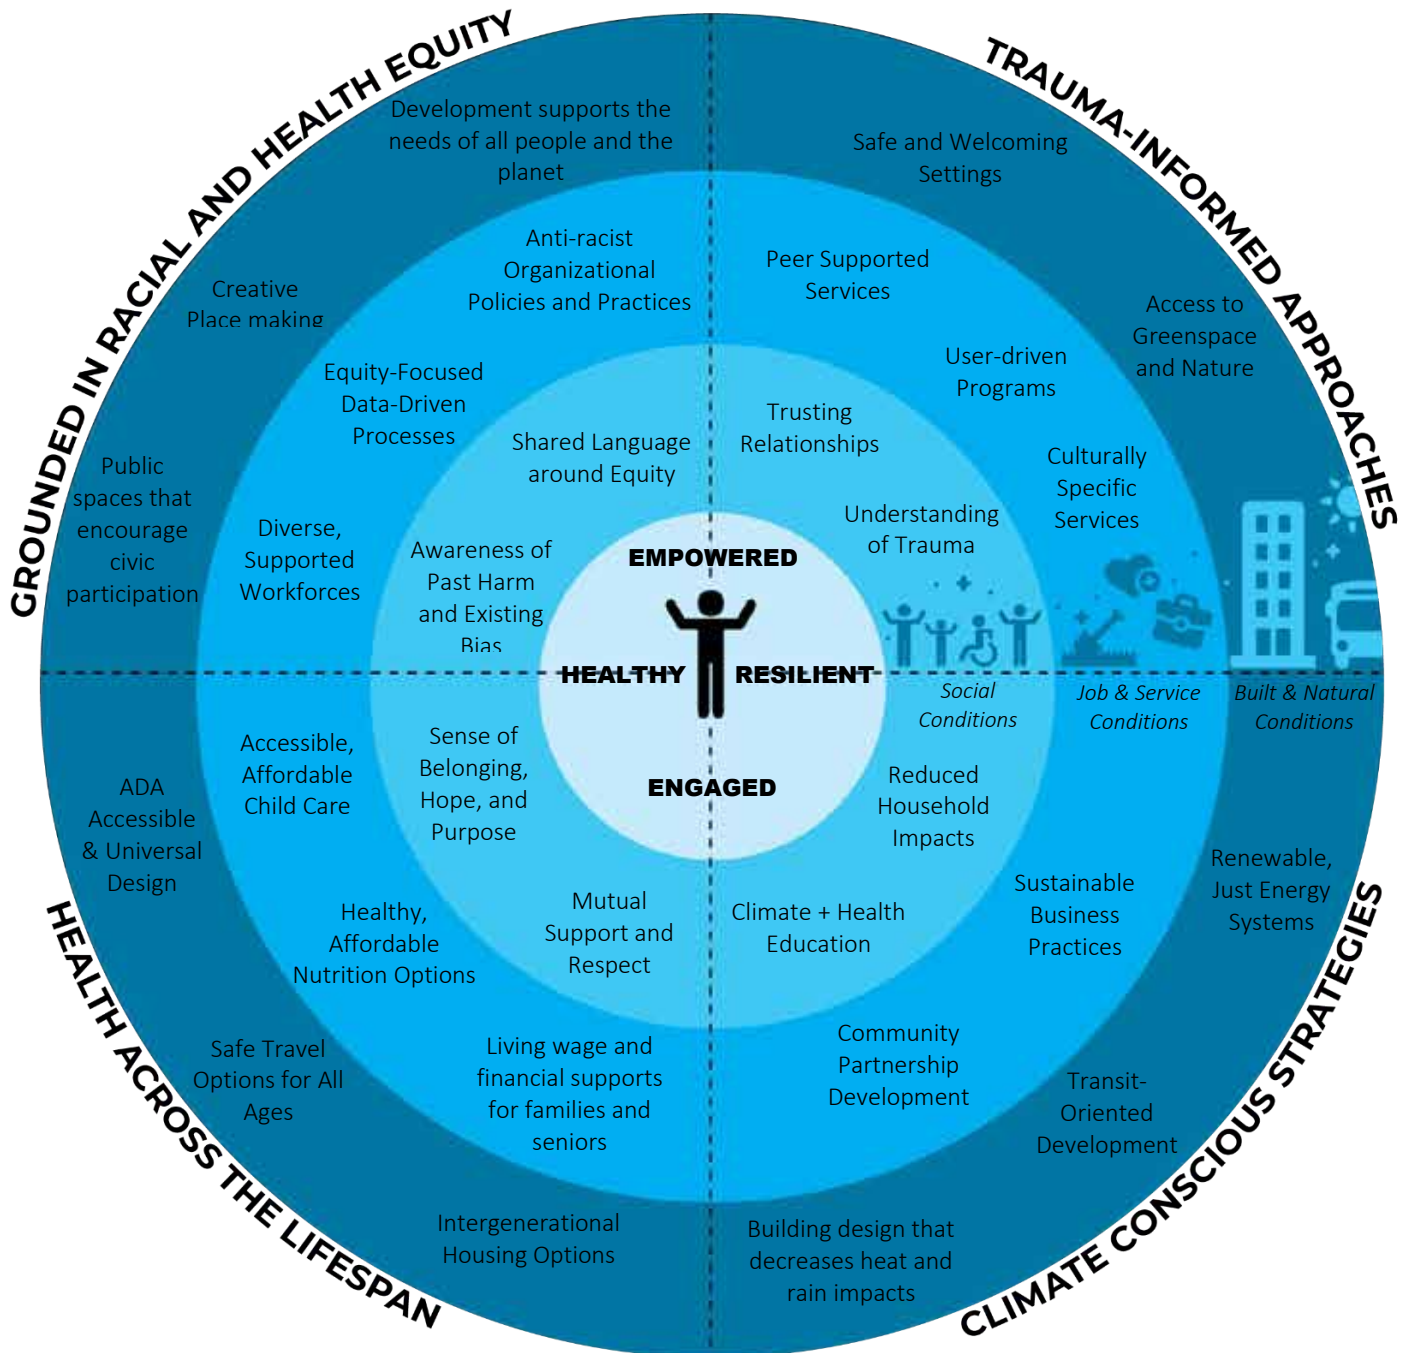 GROUNDED IN RACIAL AND HEALTH EQUITY
Development supports the
needs of all people and the
planet
Creative
Place making
Public
spaces that
encourage
civic
participation
Anti-racist
Organizational
Policies and Practices
Equity-Focused
Data-Driven
Processes
Diverse,
Supported
Workforces
Shared Language
around Equity
Awareness of
Past Harm
and Existing
Bias
TRAUMA-INFORMED APPROACHES
Safe and Welcoming
Settings
Access to
Greenspace
and Nature
Peer Supported
Services
User-driven
Programs
Culturally
Specific
Services
Trusting
Relationships
Understanding
of Trauma
EMPOWERED
HEALTHY
RESILIENT
ENGAGED
Social
Conditions
Job & Service
Conditions
Built & Natural
Conditions
HEALTH ACROSS THE LIFESPAN
Sense of
Belonging,
Hope, and
Purpose
Mutual
Support and
Respect
Accessible,
Affordable
Child Care
Healthy,
Affordable
Nutrition Options
Living wage and
financial supports
for families and
seniors
ADA
Accessible
& Universal
Design
Safe Travel
Options for All
Ages
Intergenerational
Housing Options
CLIMATE CONSCIOUS STRATEGIES
Reduced
Household
Impacts
Climate + Health
Education
Sustainable
Business
Practices
Community
Partnership
Development
Renewable,
Just Energy
Systems
Transit-
Oriented
Development
Building design that
decreases heat and
rain impacts